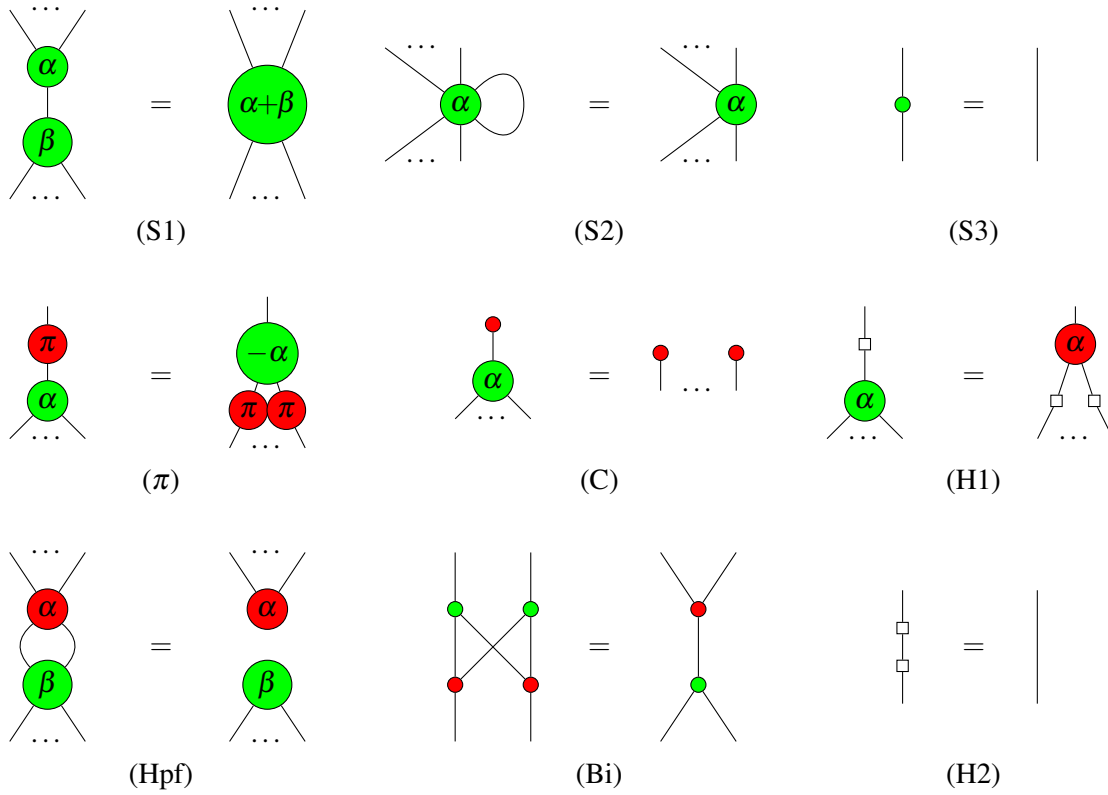 ... ... ... ...
α α+β = α α = α = 
β
... ... ... ...
(S1) (S2) (S3)
π = −α = α = α
α π π α
... ... ... ... ... ...
(π) (C) (H1)
... ...
α = α = =
β β
... ...
(Hpf) (Bi) (H2)